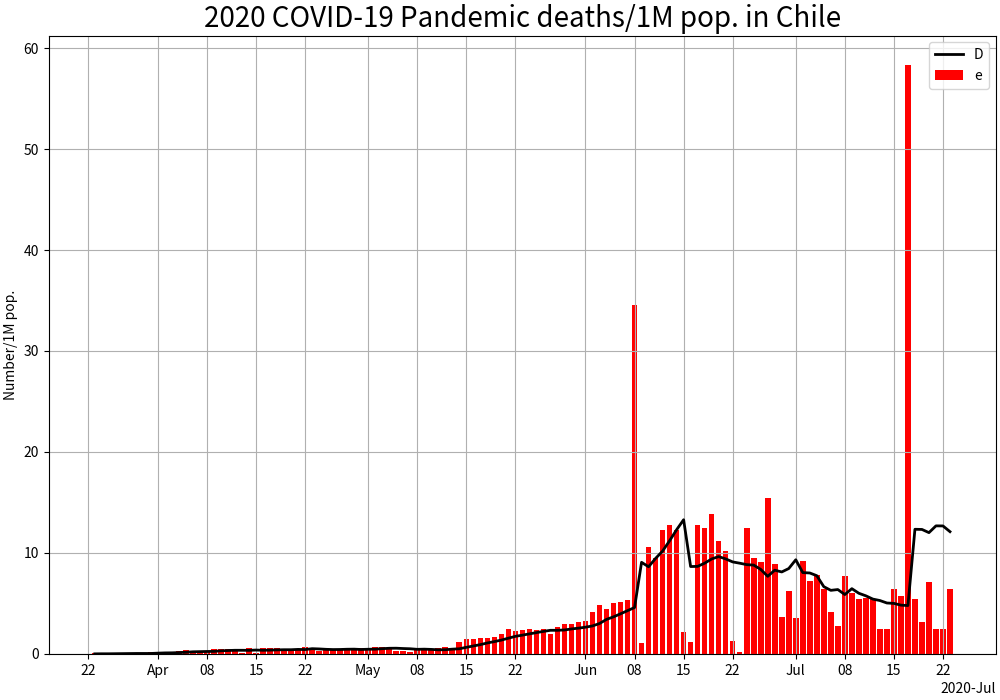 2020 COVID-19 Pandemic deaths/1M pop. in Chile
D
e
60
50
40
30
20
10
0
Number/1M pop.
22 Apr 08 15 22 May 08 15 22 Jun 08 15 22 Jul 08 15 22
2020-Jul